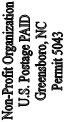 Non-Profit Organization
U.S. Postage PAID
Greensboro, NC
Permit 5043